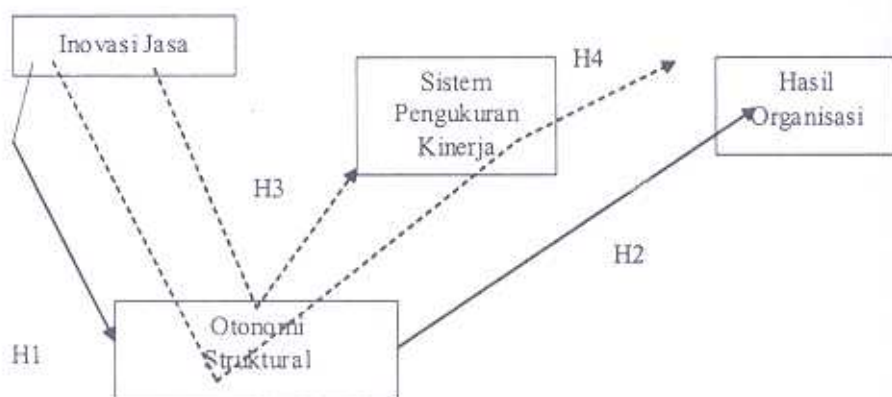 Inovasi Jasa
Sistem
Pengukuran
Kinerja
H4
Hasil
Organisasi
H3
H2
Otonomi
Struktural
H1